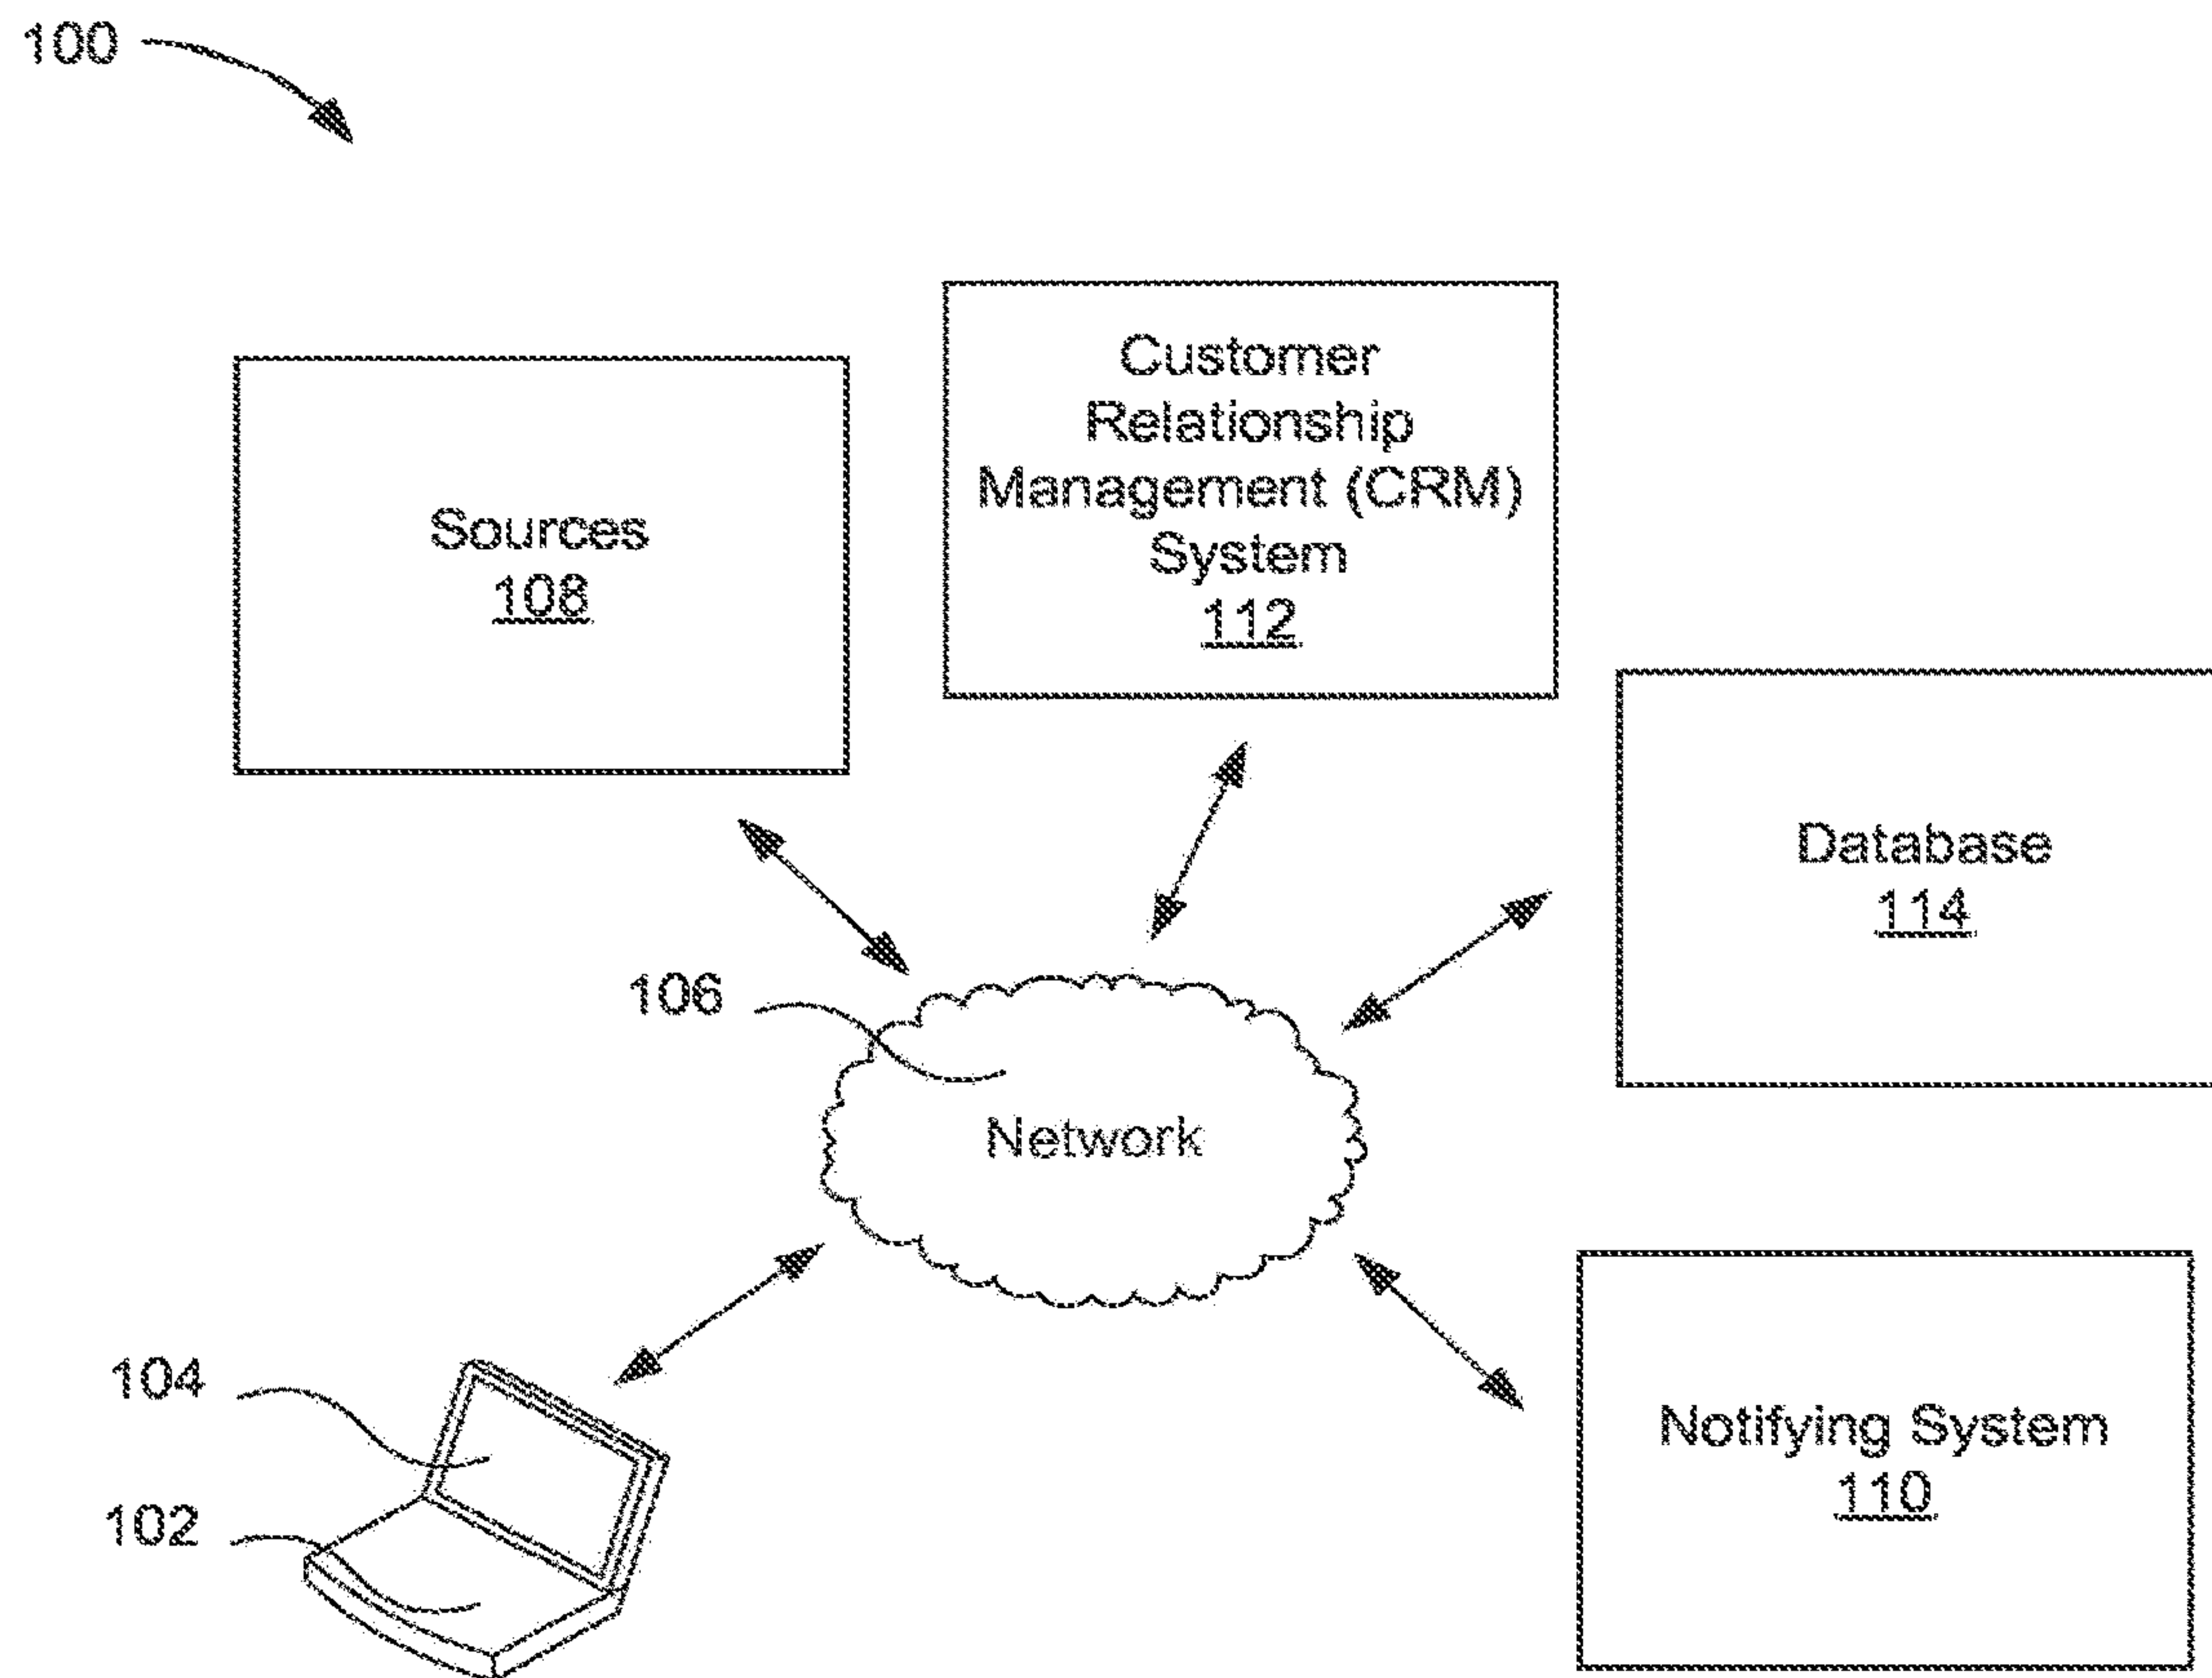 100
Customer
Relationship
Management (CRM)
System
112
Sources
108
Database
114
106
Network
104
102
Notifying System
110